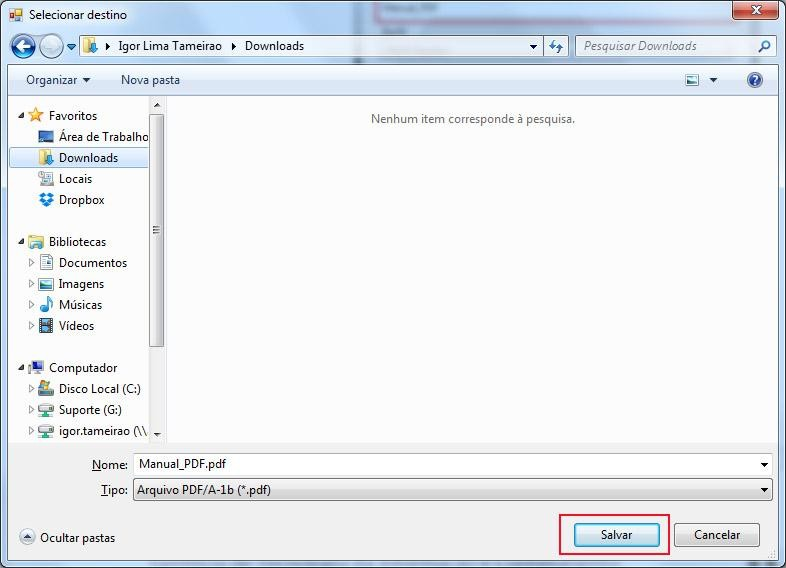 Selecionar destino
Igor Lima Tameirao Downloads
Pesquisar Downloads
Organizar Nova pasta
Favoritos
Área de Trabalho
Downloads
Locais
Dropbox
Bibliotecas
Documentos
Imagens
Músicas
Vídeos
Computador
Disco Local (C:)
Suporte (G:)
igor.tameirao (\\
Nenhum item corresponde à pesquisa.
Nome: Manual_PDF.pdf
Tipo: Arquivo PDF/A-1b (*.pdf)
Ocultar pastas
Salvar Cancelar